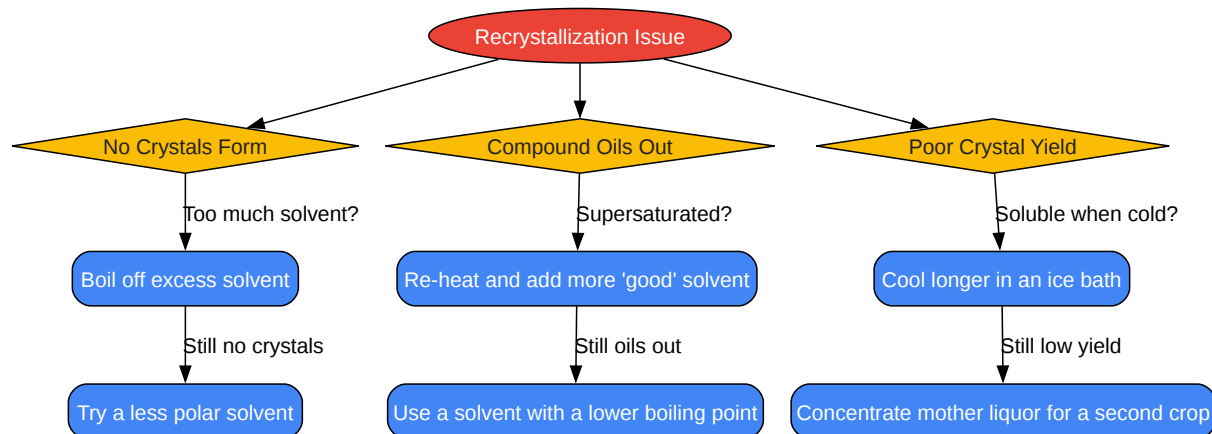 Recrystallization Issue
No Crystals Form
Compound Oils Out
Poor Crystal Yield
Too much solvent?
Supersaturated?
Soluble when cold?
Boil off excess solvent
Re-heat and add more 'good' solvent
Cool longer in an ice bath
Still no crystals
Still oils out
Still low yield
Try a less polar solvent
Use a solvent with a lower boiling point
Concentrate mother liquor for a second crop